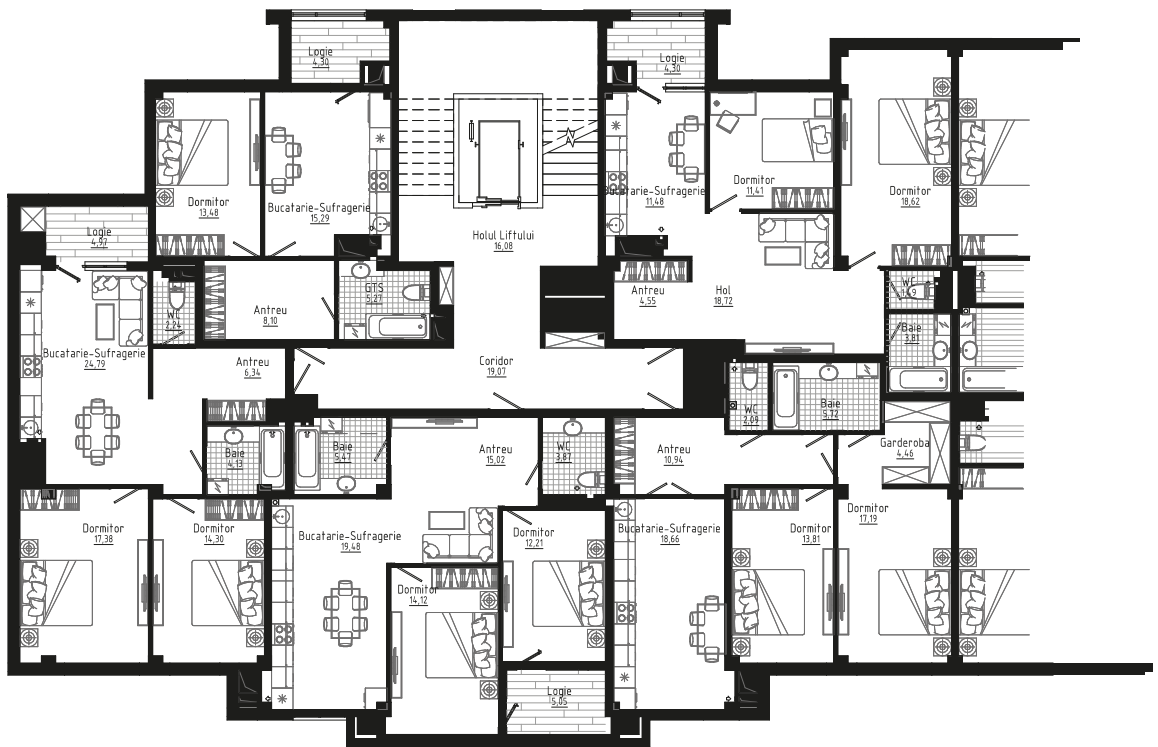 Logie
4,30
Logie
4,30
Dormitor
13,48
Bucatarie-Sufragerie
15,29
Holul Liftului
16,08
Bucatarie-Sufragerie
11,48
Dormitor
11,41
Dormitor
18,62
Logie
4,97
WC
2,24
Antreu
8,10
GTS
5,27
Antreu
4,55
Hol
18,72
WC
Baie
3,81
Bucatarie-Sufragerie
24,79
Antreu
6,34
Coridor
19,07
WC
2,09
Baie
5,72
Baie
4,13
Baie
5,47
Antreu
15,02
WC
3,87
Antreu
10,94
Garderoba
4,46
Dormitor
17,38
Dormitor
14,30
Bucatarie-Sufragerie
19,48
Dormitor
12,21
Bucatarie-Sufragerie
18,66
Dormitor
13,81
Dormitor
17,19
Dormitor
14,12
Logie
5,05